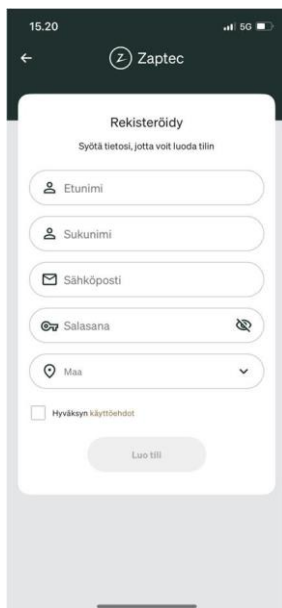 15.20
5G
Zaptec
Rekisteröidy
Syötä tietosi, jotta voit luoda tilin
Etunimi
Sukunimi
Sähköposti
Salasana
Maa
Hyväksyn käyttöehdot
Luo tili